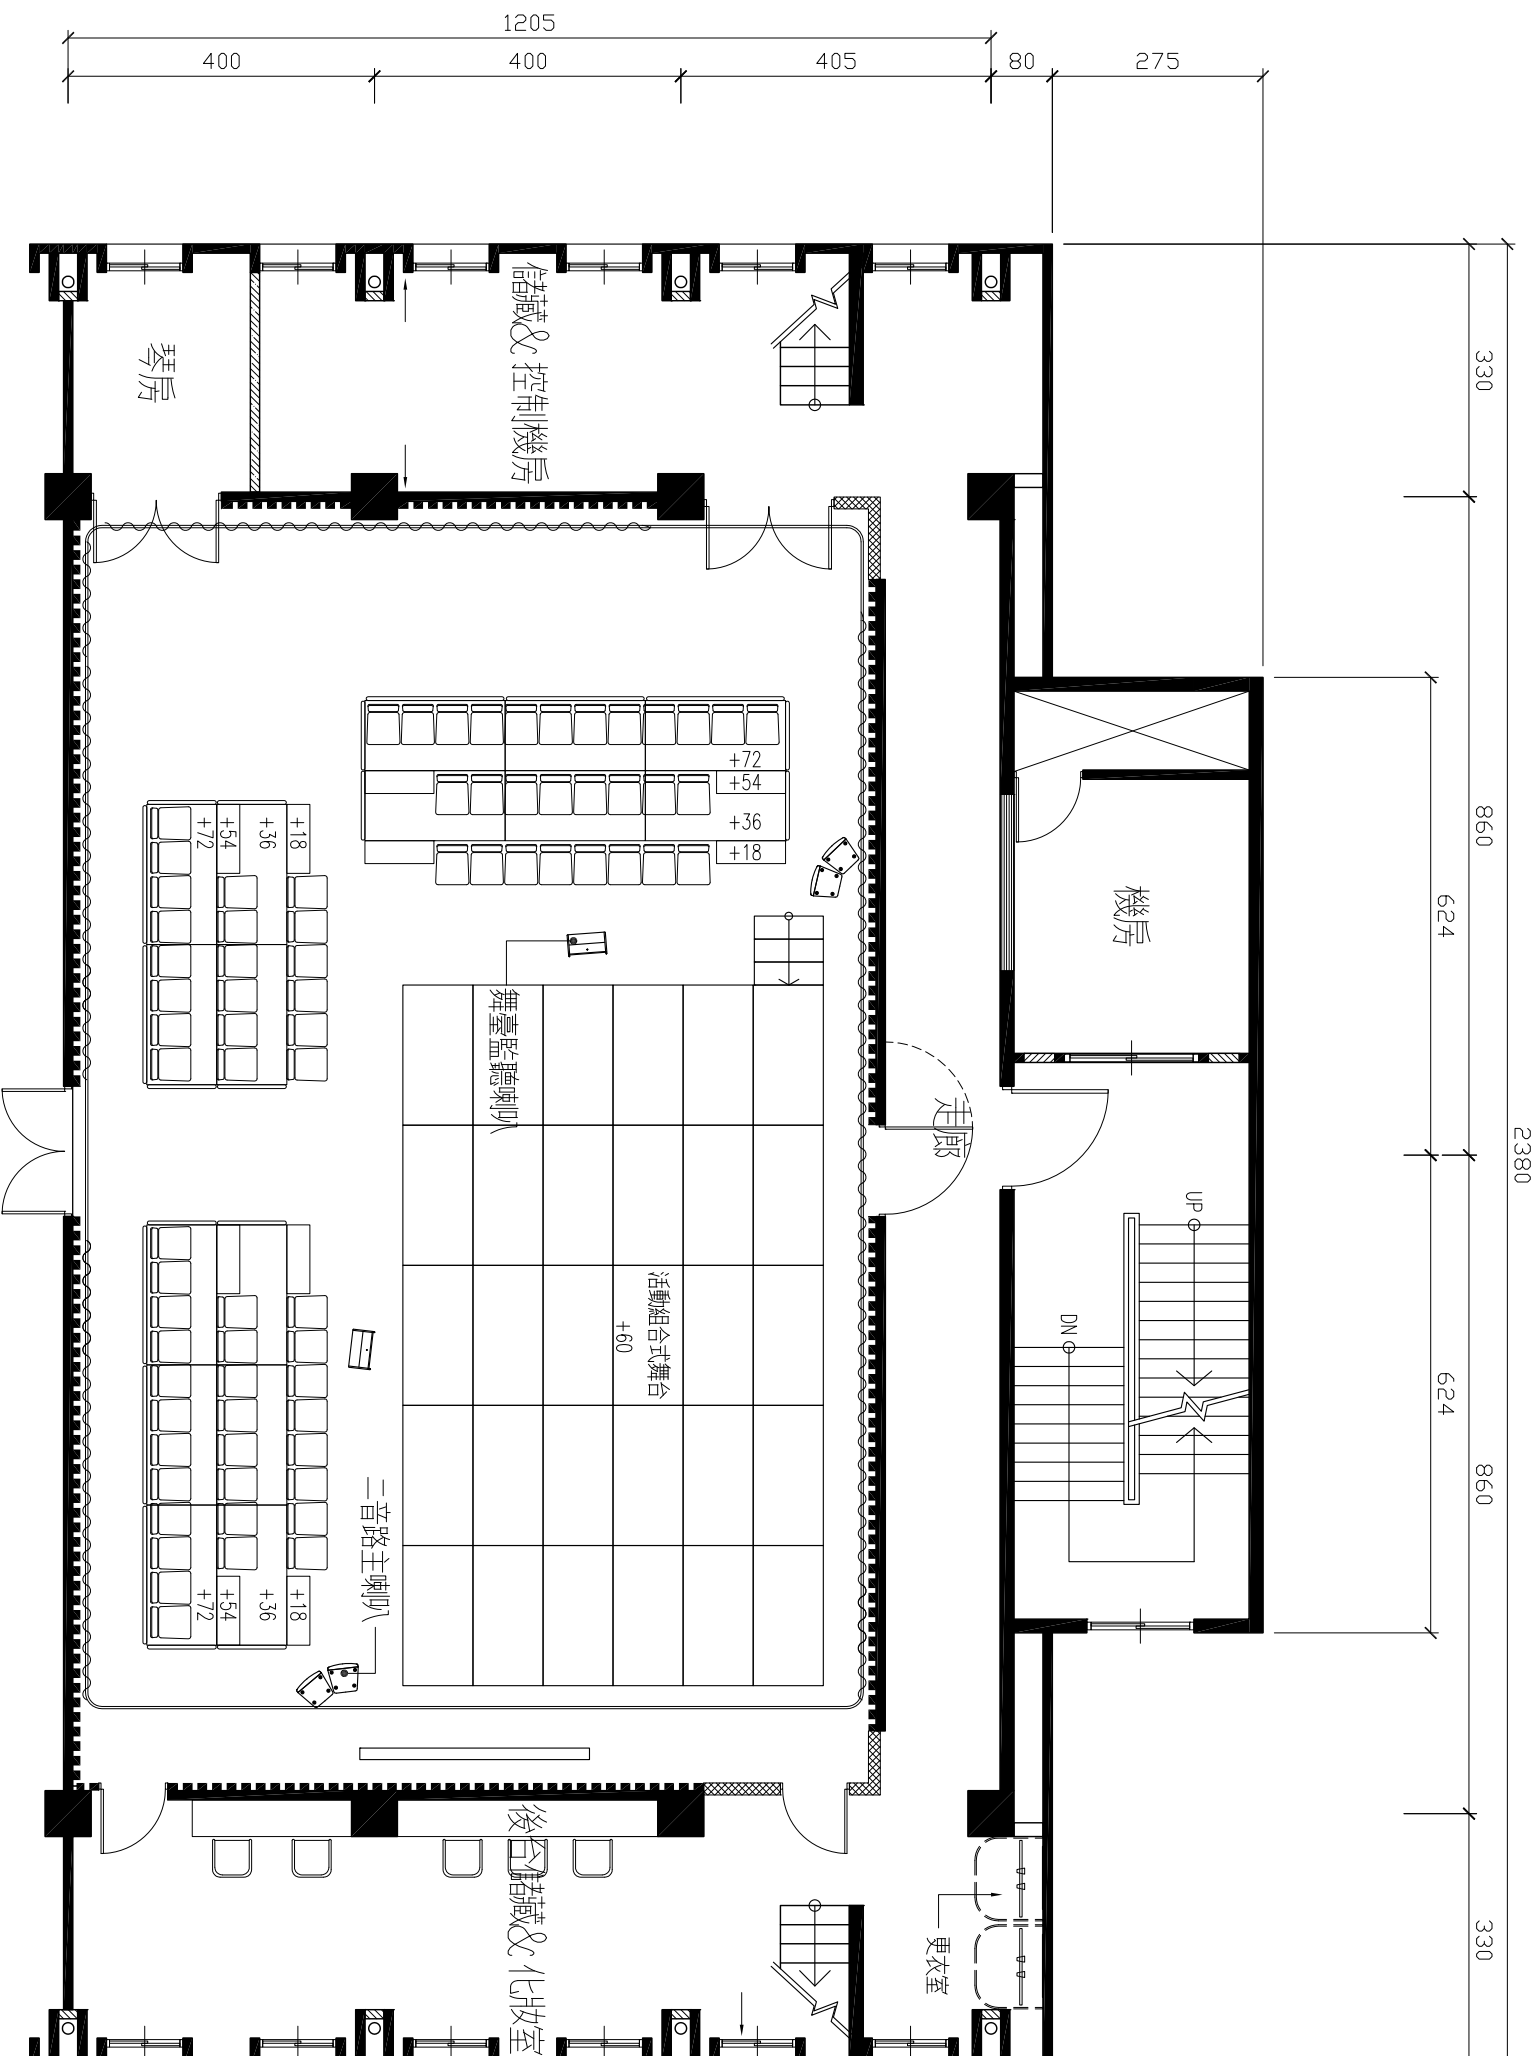 1205
400
400
405
80
275
330
860
624
2380
624
860
330
琴房
儲藏& 控制機房
機房
走廊
UP
DN
+72
+54
+36
+18
+72
+54
+36
+18
舞臺監聽喇叭
活動組合式舞台
+60
二音路主喇叭
+72
+54
+36
+18
後台儲藏& 化妝室
更衣室